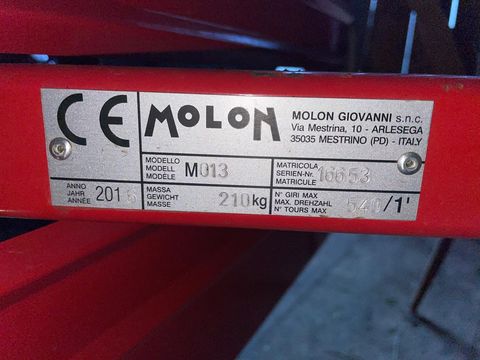 CE MOLON
MOLON GIOVANNI s.n.c.
Via Mestrina, 10 - ARLESEGA
35035 MESTRINO (PD) - ITALY
MODELLO
MODELL
MODÈLE
M013
MATRICOLA
SERIEN-Nr.
MATRICULE
16653
ANNO
JAHR
ANNÉE
MASSA
GEWICHT
MASSE
210kg
N° GIRI MAX
MAX. DREHZAHL
N° TOURS MAX
540/1'